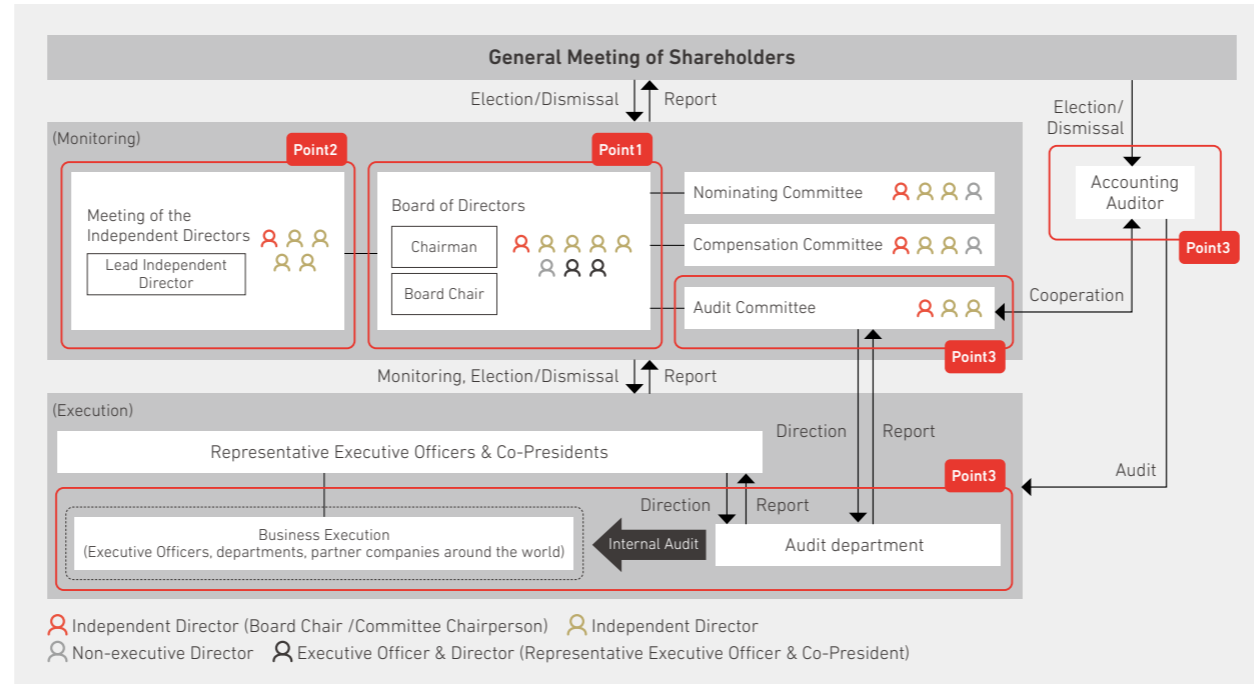 General Meeting of Shareholders
Election/Dismissal
Report
Election/
Dismissal
(Monitoring)
Point2
Point1
Meeting of the
Independent Directors
Lead Independent
Director
Board of Directors
Chairman
Board Chair
Nominating Committee
Compensation Committee
Audit Committee
Point3
Accounting
Auditor
Point3
Cooperation
Monitoring, Election/Dismissal
Report
(Execution)
Representative Executive Officers & Co-Presidents
Direction
Report
Audit
Point3
Direction
Report
Business Execution
(Executive Officers, departments, partner companies around the world)
Internal Audit
Audit department
Independent Director (Board Chair /Committee Chairperson)
Independent Director
Non-executive Director
Executive Officer & Director (Representative Executive Officer & Co-President)